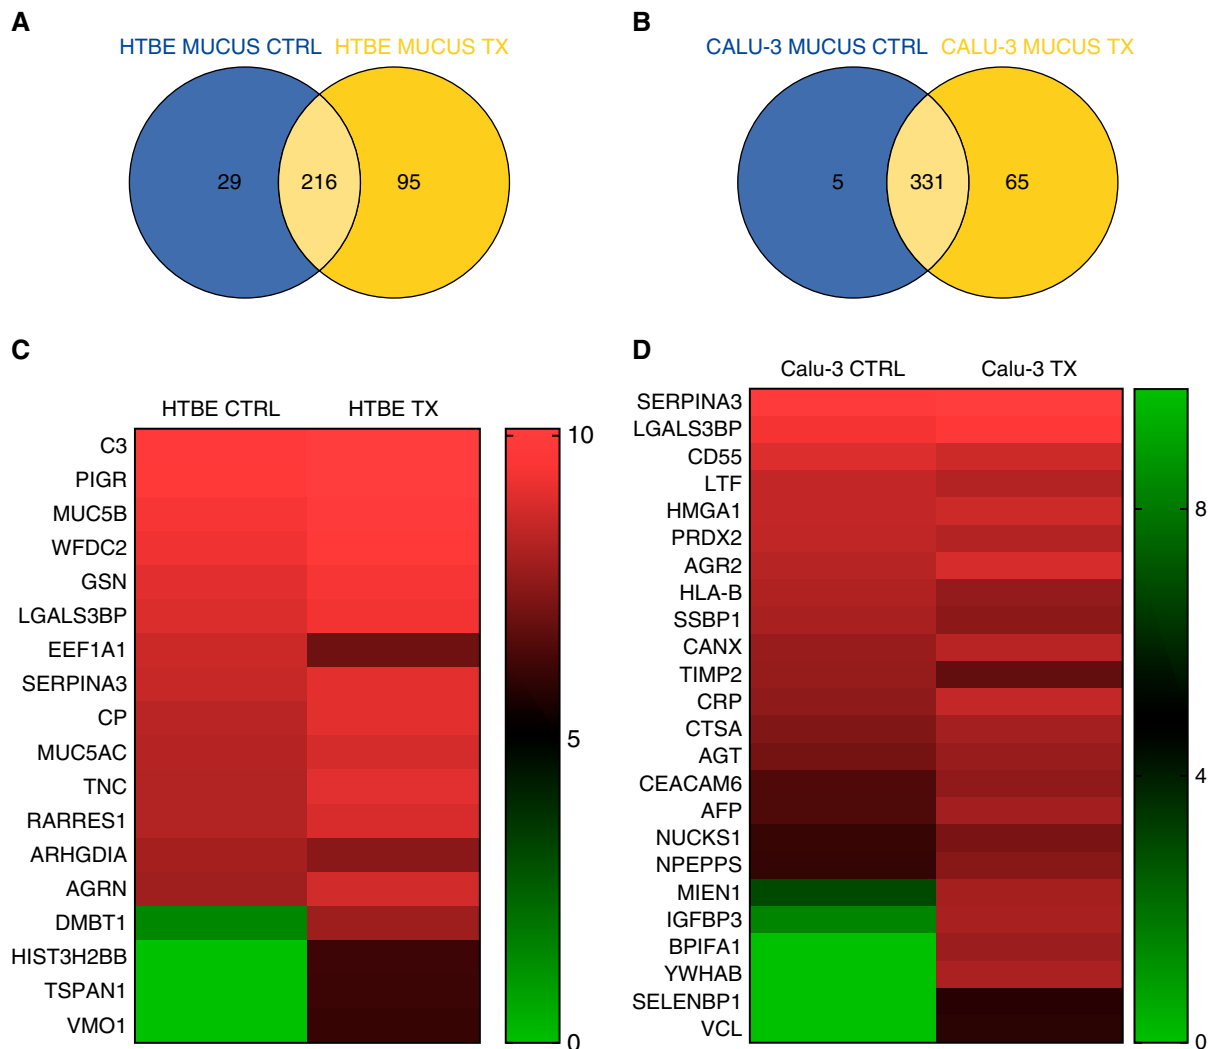 A
HTBE MUCUS CTRL HTBE MUCUS TX
29 216 95
B
CALU-3 MUCUS CTRL CALU-3 MUCUS TX
5 331 65
C
HTBE CTRL HTBE TX
C3
PIGR
MUC5B
WFDC2
GSN
LGALS3BP
EEF1A1
SERPINA3
CP
MUC5AC
TNC
RARRES1
ARHGDIA
AGRN
DMBT1
HIST3H2BB
TSPAN1
VMO1
10
5
0
D
Calu-3 CTRL Calu-3 TX
SERPINA3
LGALS3BP
CD55
LTF
HMGA1
PRDX2
AGR2
HLA-B
SSBP1
CANX
TIMP2
CRP
CTSA
AGT
CEACAM6
AFP
NUCKS1
NPEPPS
MIEN1
IGFBP3
BPIFA1
YWHAB
SELENBP1
VCL
8
4
0